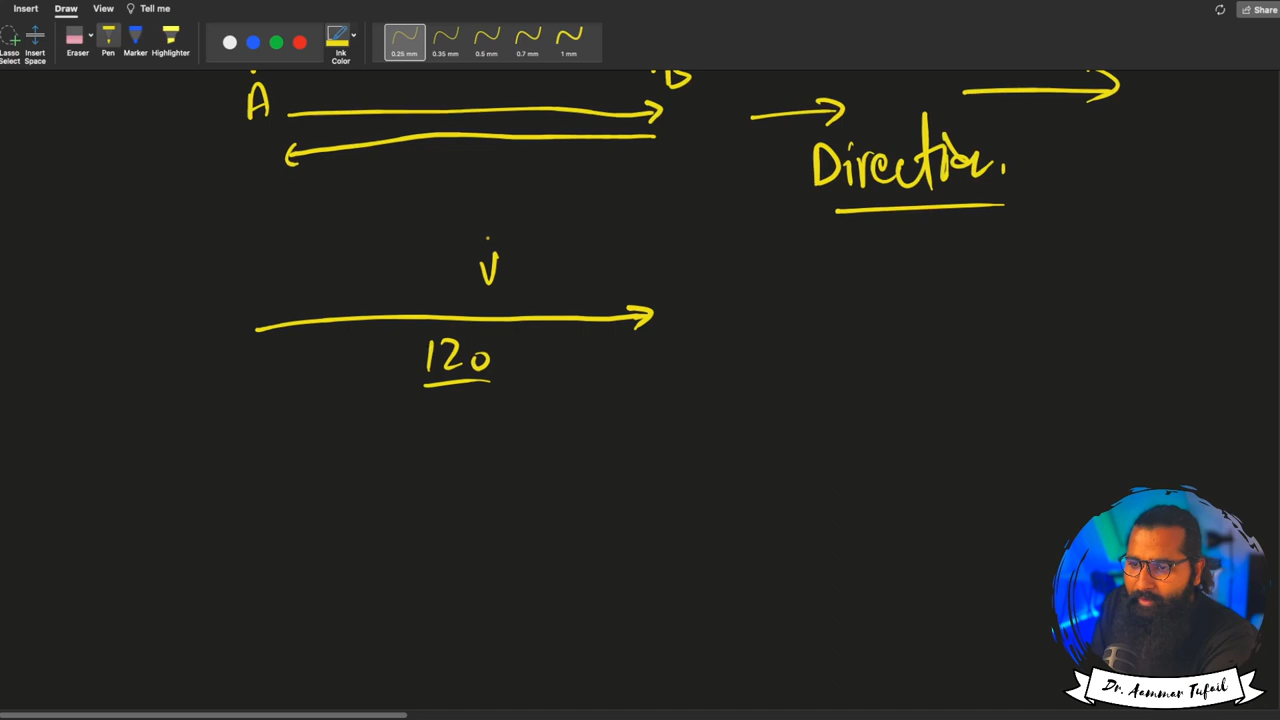 Insert Draw View Tell me
Share
Lasso Select
Insert Space
Eraser
Pen
Marker
Highlighter
Ink Color
0.25 mm
0.35 mm
0.5 mm
0.7 mm
1 mm
A
B
Direction.
v
120
Dr. Aammar Tufail